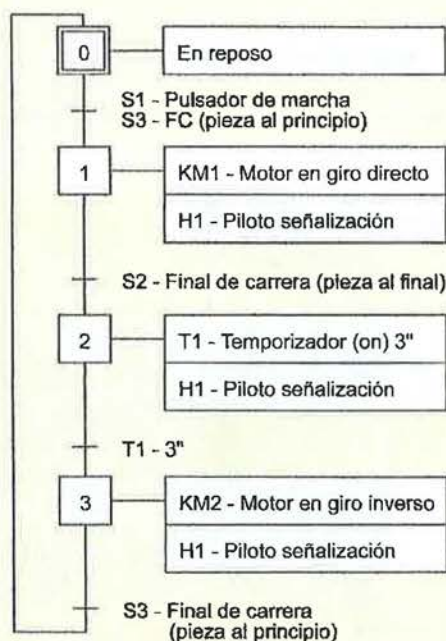 0
En reposo
S1 - Pulsador de marcha
S3 - FC (pieza al principio)
1
KM1 - Motor en giro directo
H1 - Piloto señalización
S2 - Final de carrera (pieza al final)
2
T1 - Temporizador (on) 3"
H1 - Piloto señalización
T1 - 3"
3
KM2 - Motor en giro inverso
H1 - Piloto señalización
S3 - Final de carrera
(pieza al principio)